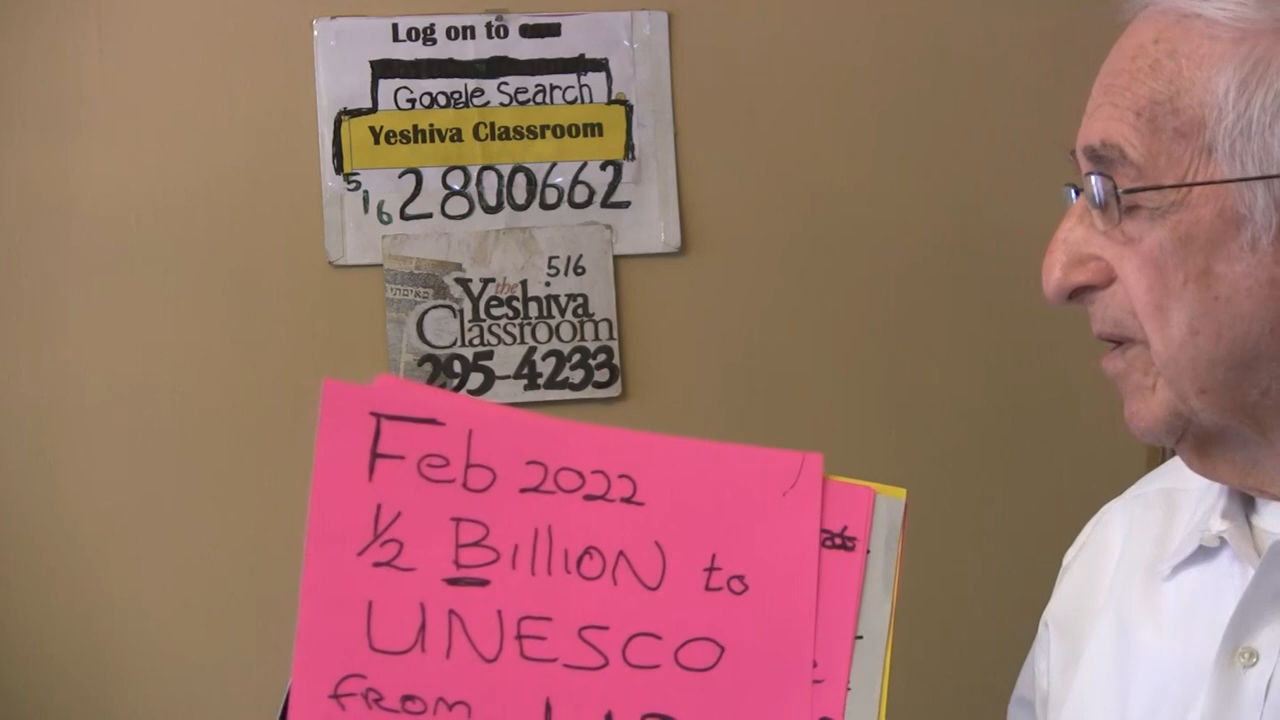 Log on to
Google Search
Yeshiva Classroom
516 2800662
516
מאימתי
the
Yeshiva
Classroom
295-4233
Feb 2022
½ Billion to
UNESCO
from